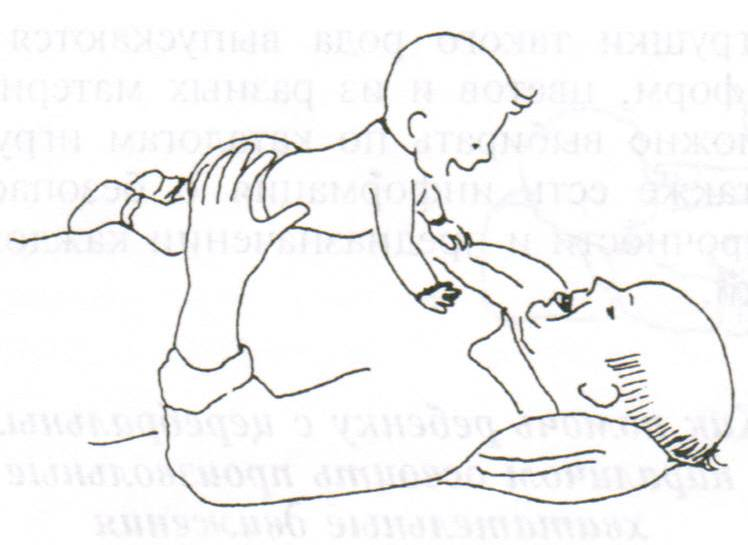 грушки такого рода выпускаются
форм, цветов и из разных матери
можно выбирать по каталогам игру
также есть информация о безопас
прочности и предназначении каждо
Как помочь ребенку с церебральны
параличом освоить произвольные
хватательные движения